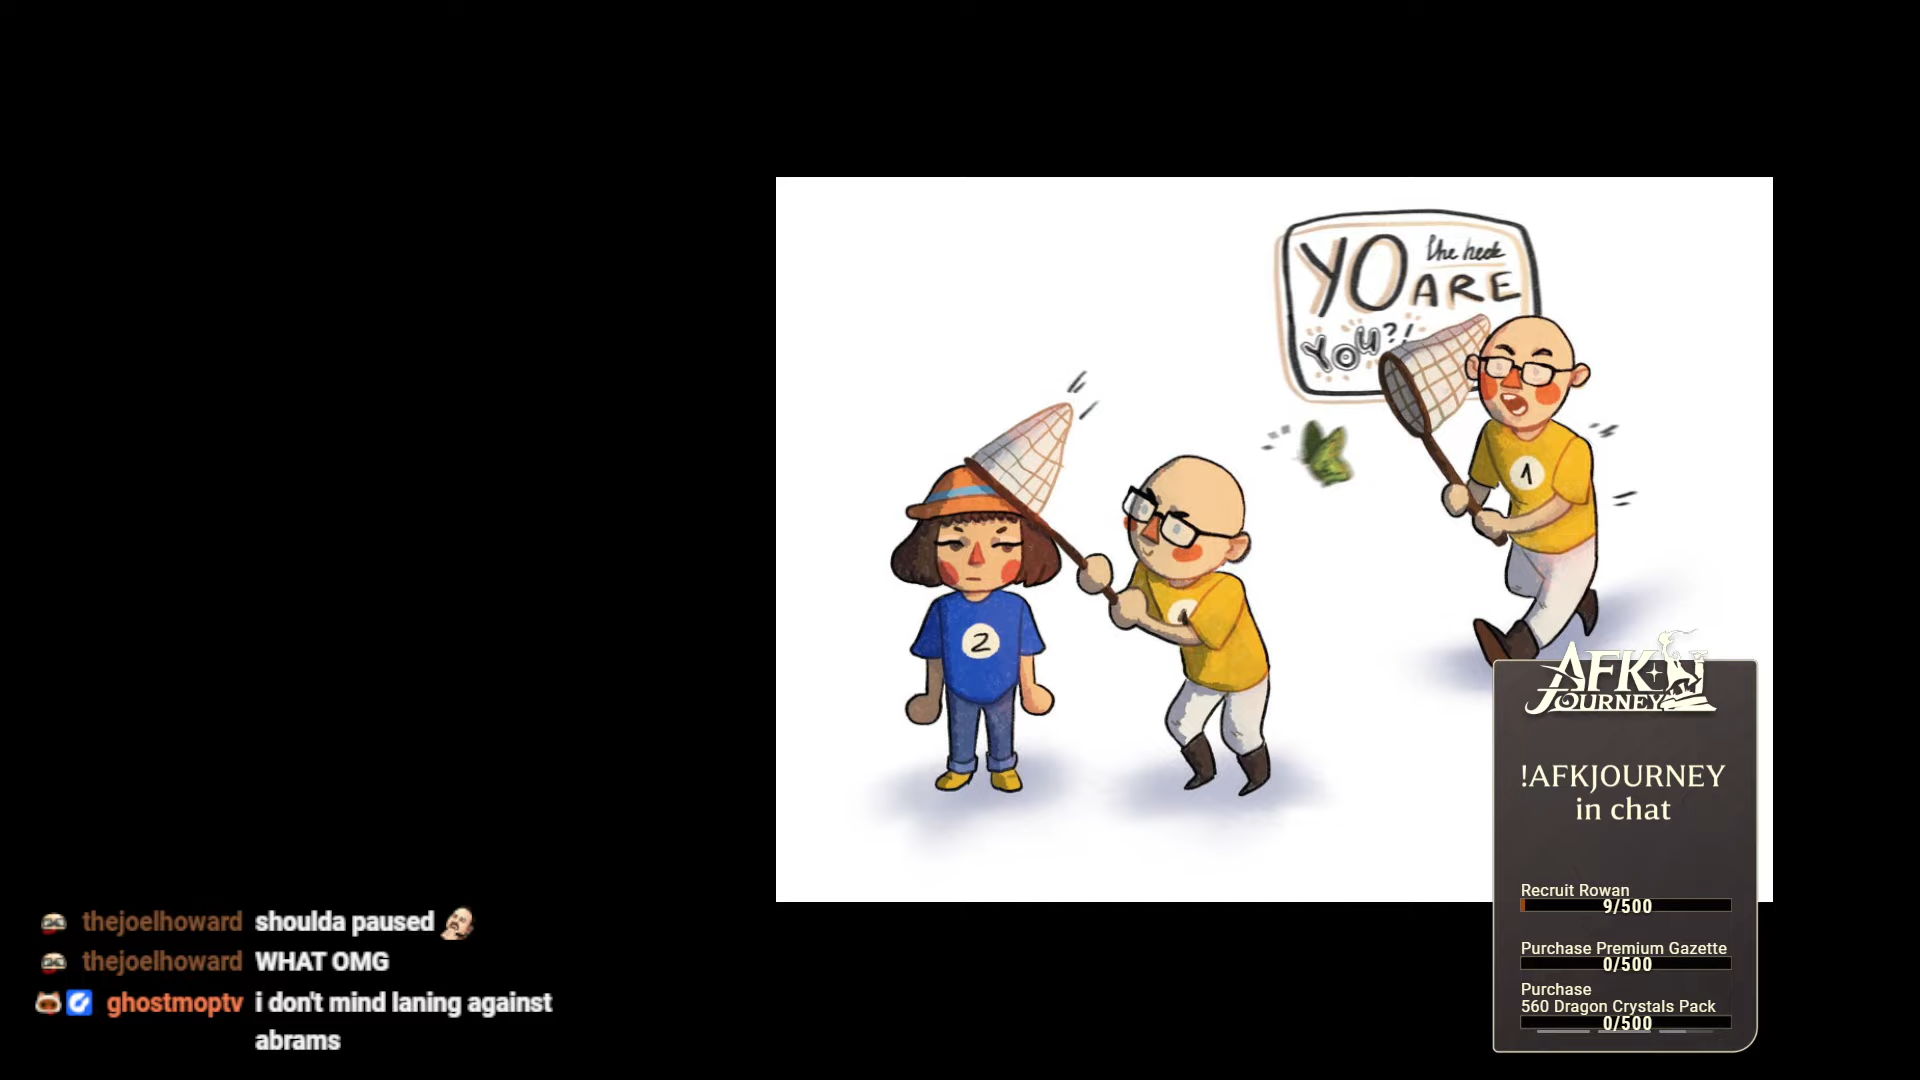 YO the heck
ARE
YOU?!
1
2
AFK
JOURNEY
!AFKJOURNEY
in chat
Recruit Rowan
9/500
Purchase Premium Gazette
0/500
Purchase
560 Dragon Crystals Pack
0/500
thejoelhoward shoulda paused
thejoelhoward WHAT OMG
ghostmoptv i don't mind laning against
abrams